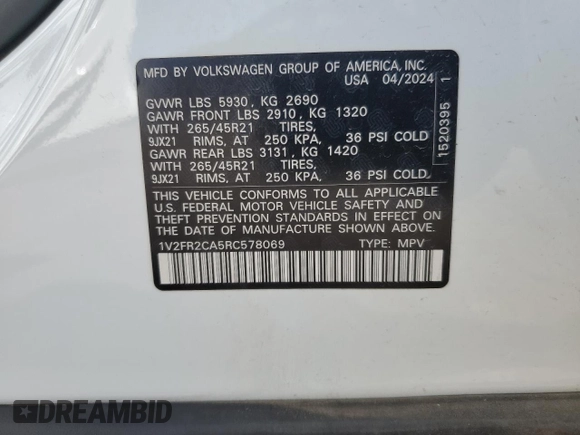 MFD BY VOLKSWAGEN GROUP OF AMERICA, INC.
USA 04/2024
GVWR LBS 5930 , KG 2690
GAWR FRONT LBS 2910 , KG 1320
WITH 265/45R21 TIRES,
9JX21 RIMS, AT 250 KPA, 36 PSI COLD
GAWR REAR LBS 3131 , KG 1420
WITH 265/45R21 TIRES,
9JX21 RIMS, AT 250 KPA, 36 PSI COLD
THIS VEHICLE CONFORMS TO ALL APPLICABLE
U.S. FEDERAL MOTOR VEHICLE SAFETY AND
THEFT PREVENTION STANDARDS IN EFFECT ON
THE DATE OF MANUFACTURE SHOWN ABOVE.
1V2FR2CA5RC578069 TYPE: MPV
1520395 1
DREAMBID